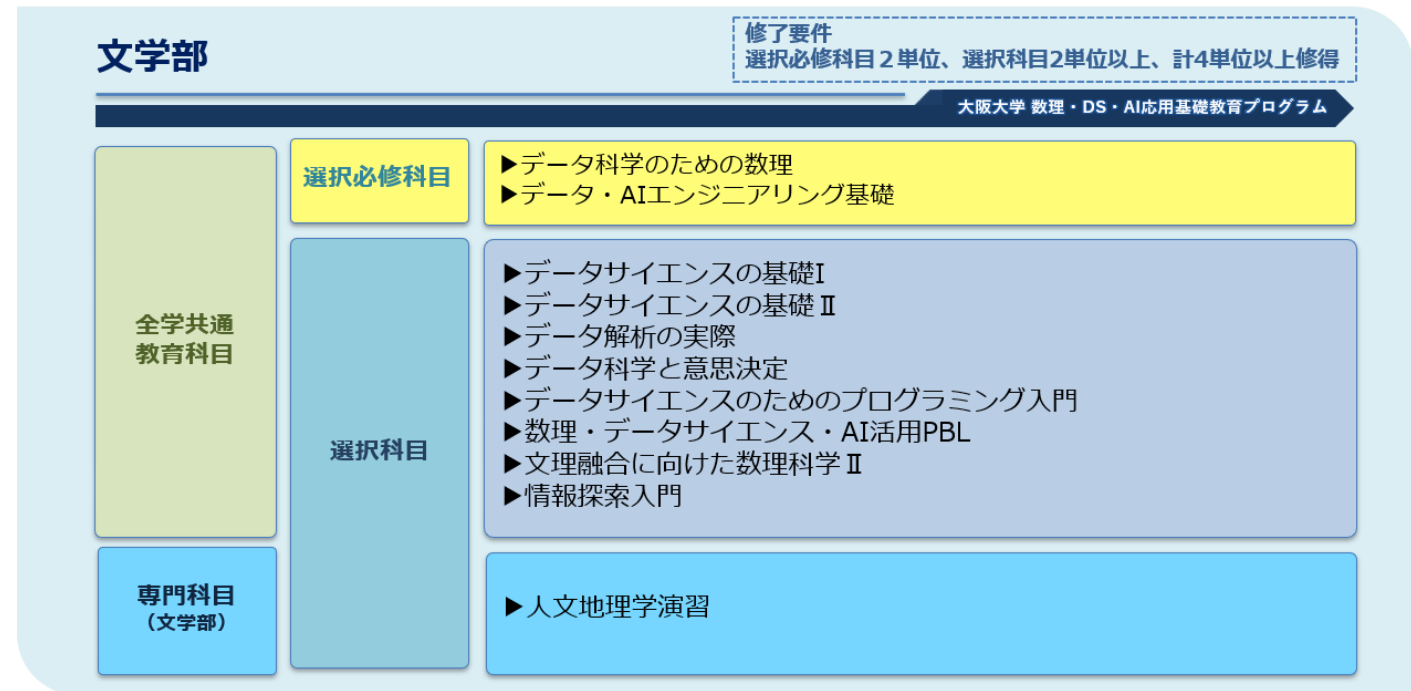 文学部
修了要件
選択必修科目２単位、選択科目2単位以上、計4単位以上修得
大阪大学 数理・DS・AI応用基礎教育プログラム
全学共通
教育科目
選択必修科目
▶データ科学のための数理
▶データ・AIエンジニアリング基礎
選択科目
▶データサイエンスの基礎I
▶データサイエンスの基礎Ⅱ
▶データ解析の実際
▶データ科学と意思決定
▶データサイエンスのためのプログラミング入門
▶数理・データサイエンス・AI活用PBL
▶文理融合に向けた数理科学Ⅱ
▶情報探索入門
専門科目
（文学部）
▶人文地理学演習